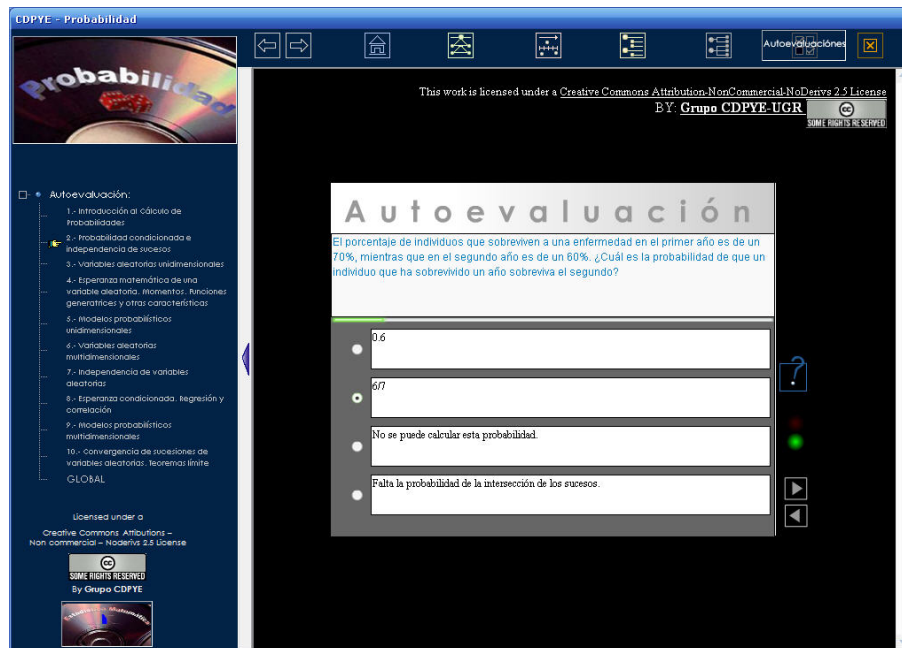 CDPYE - Probabilidad
Probabilidad
Autoevaluaciónes
This work is licensed under a Creative Commons Attribution-NonCommercial-NoDerivs 2.5 License
BY: Grupo CDPYE-UGR
SOME RIGHTS RESERVED
Autoevaluación:
1.- Introducción al Cálculo de
Probabilidades
2.- Probabilidad condicionada e
independencia de sucesos
3.- Variables aleatorias unidimensionales
4.- Esperanza matemática de una
variable aleatoria. Momentos. Funciones
generatrices y otras características
5.- Modelos probabilísticos
unidimensionales
6.- Variables aleatorias
multidimensionales
7.- Independencia de variables
aleatorias
8.- Esperanza condicionada. Regresión y
correlación
9.- Modelos probabilísticos
multidimensionales
10.- Convergencia de sucesiones de
variables aleatorias. Teoremas límite
GLOBAL
Licensed under a
Creative Commons Attributions –
Non commercial – Noderivs 2.5 License
SOME RIGHTS RESERVED
By Grupo CDPYE
Autoevaluación
El porcentaje de individuos que sobreviven a una enfermedad en el primer año es de un
70%, mientras que en el segundo año es de un 60%. ¿Cuál es la probabilidad de que un
individuo que ha sobrevivido un año sobreviva el segundo?
0.6
6/7
No se puede calcular esta probabilidad.
Falta la probabilidad de la intersección de los sucesos.